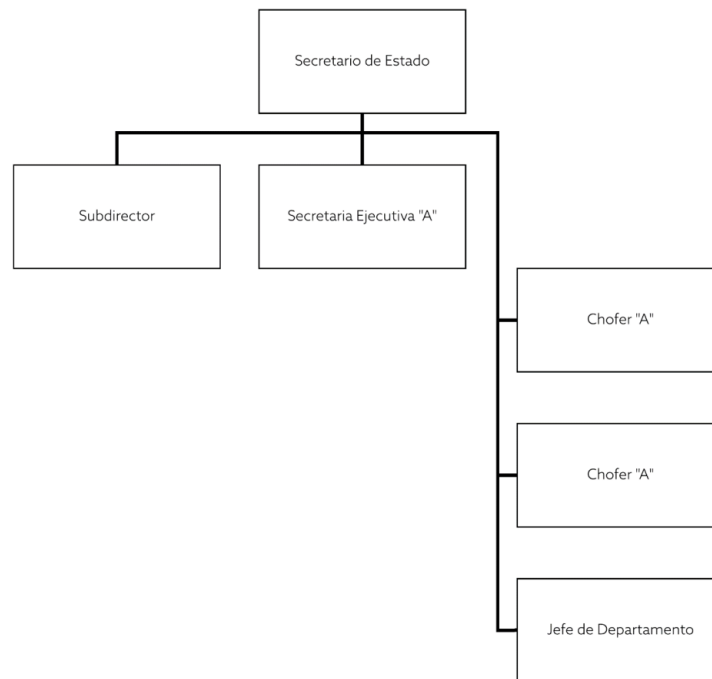 Secretario de Estado
Subdirector
Secretaria Ejecutiva "A"
Chofer "A"
Chofer "A"
Jefe de Departamento